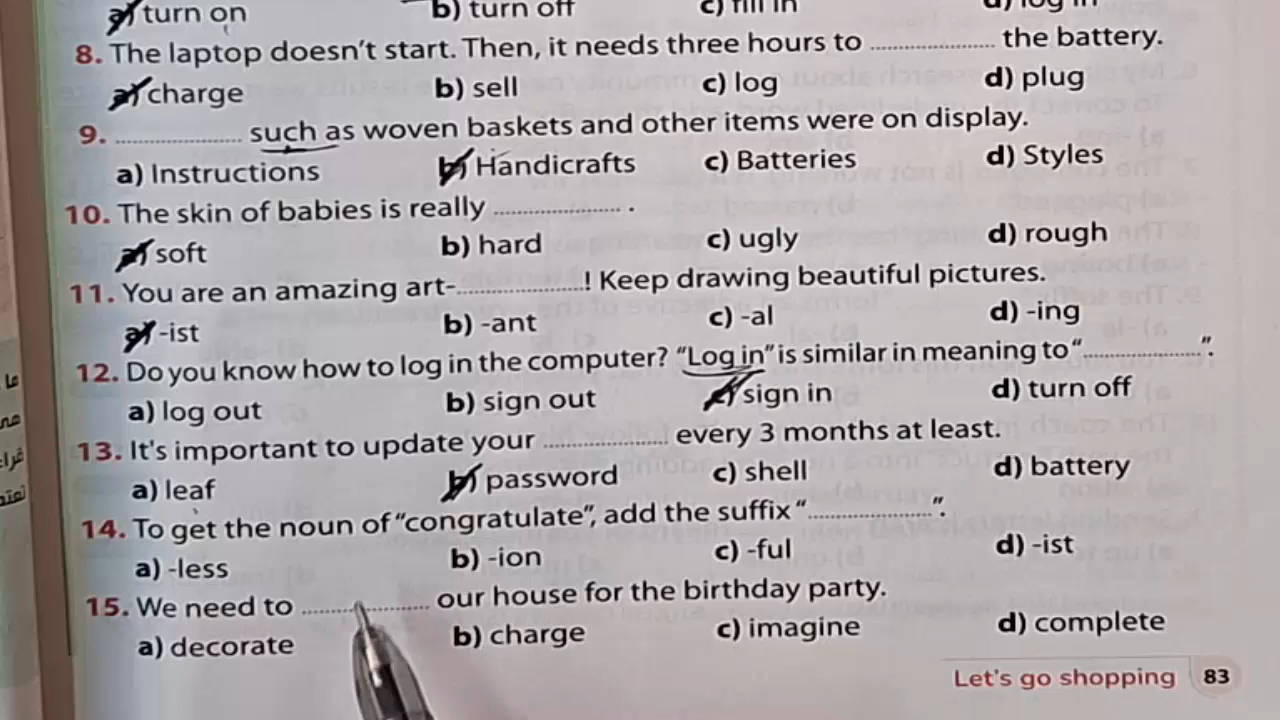 a) turn on b) turn off c) fill in d) log in
8. The laptop doesn't start. Then, it needs three hours to .................... the battery.
a) charge b) sell c) log d) plug
9. .................... such as woven baskets and other items were on display.
a) Instructions b) Handicrafts c) Batteries d) Styles
10. The skin of babies is really .................... .
a) soft b) hard c) ugly d) rough
11. You are an amazing art-....................! Keep drawing beautiful pictures.
a) -ist b) -ant c) -al d) -ing
12. Do you know how to log in the computer? “Log in” is similar in meaning to “....................”.
a) log out b) sign out c) sign in d) turn off
13. It's important to update your .................... every 3 months at least.
a) leaf b) password c) shell d) battery
14. To get the noun of “congratulate”, add the suffix “....................”.
a) -less b) -ion c) -ful d) -ist
15. We need to .................... our house for the birthday party.
a) decorate b) charge c) imagine d) complete
Let's go shopping 83